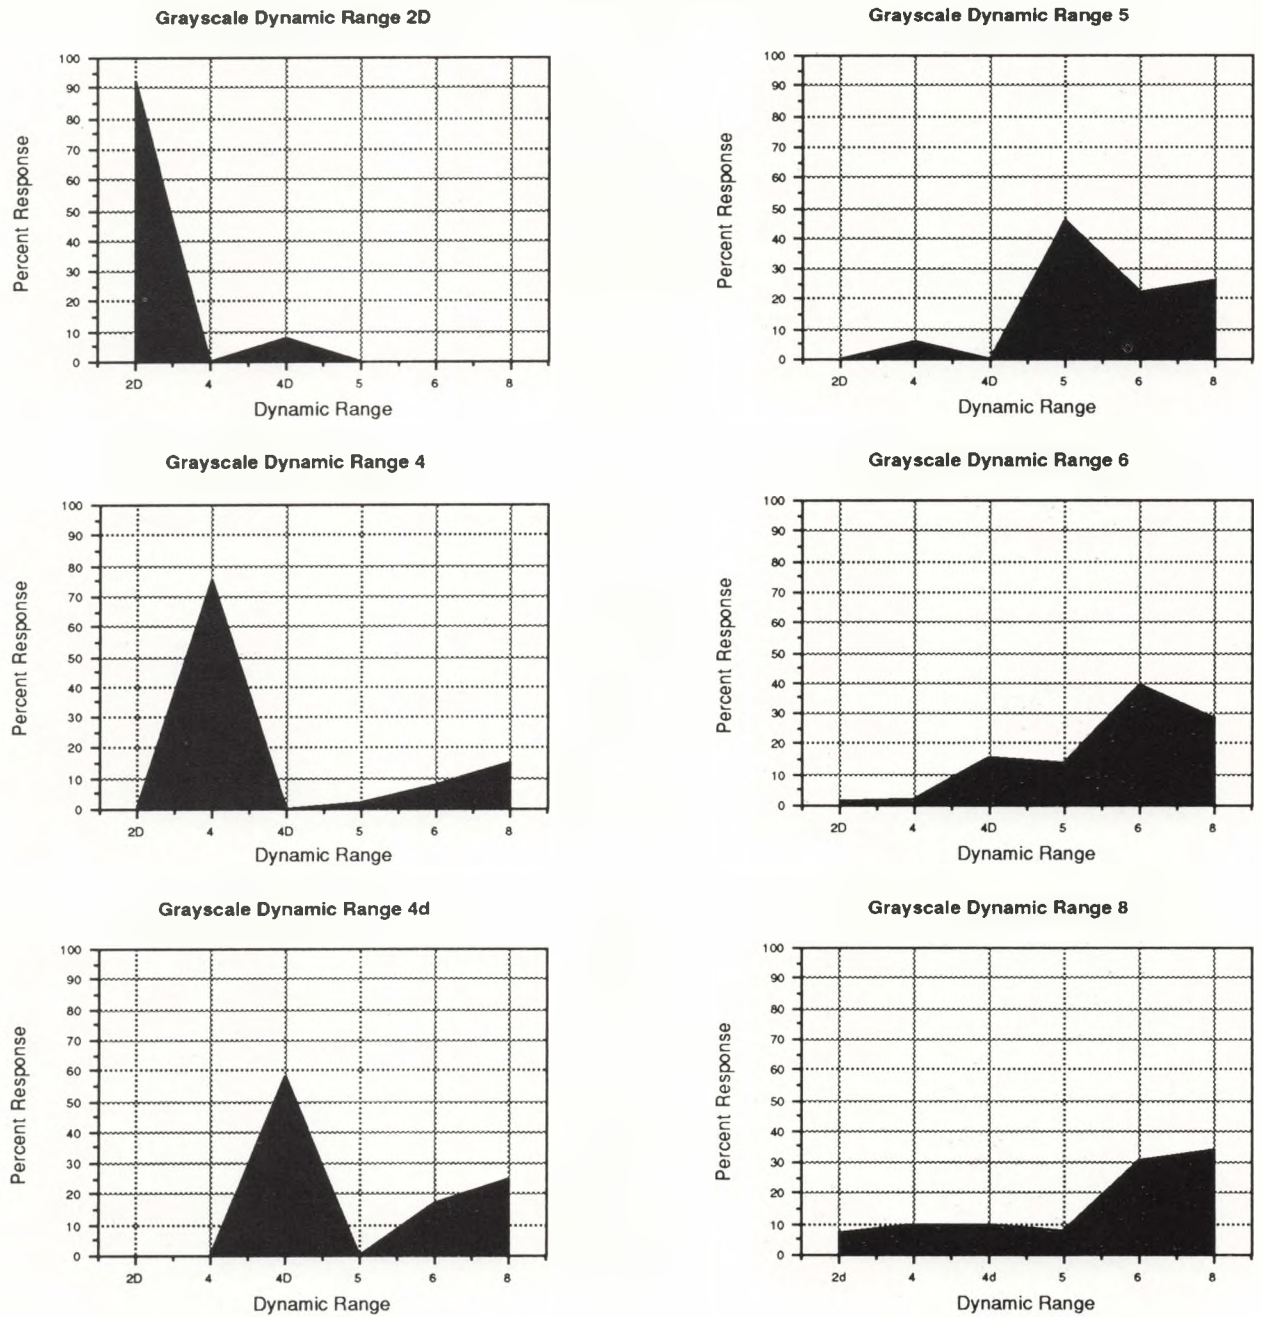 Grayscale Dynamic Range 2D
100
90
80
70
60
50
40
30
20
10
0
Percent Response
2D 4 4D 5 6 8
Dynamic Range
Grayscale Dynamic Range 4
100
90
80
70
60
50
40
30
20
10
0
Percent Response
2D 4 4D 5 6 8
Dynamic Range
Grayscale Dynamic Range 4d
100
90
80
70
60
50
40
30
20
10
0
Percent Response
2D 4 4D 5 6 8
Dynamic Range
Grayscale Dynamic Range 5
100
90
80
70
60
50
40
30
20
10
0
Percent Response
2D 4 4D 5 6 8
Dynamic Range
Grayscale Dynamic Range 6
100
90
80
70
60
50
40
30
20
10
0
Percent Response
2D 4 4D 5 6 8
Dynamic Range
Grayscale Dynamic Range 8
100
90
80
70
60
50
40
30
20
10
0
Percent Response
2d 4 4d 5 6 8
Dynamic Range